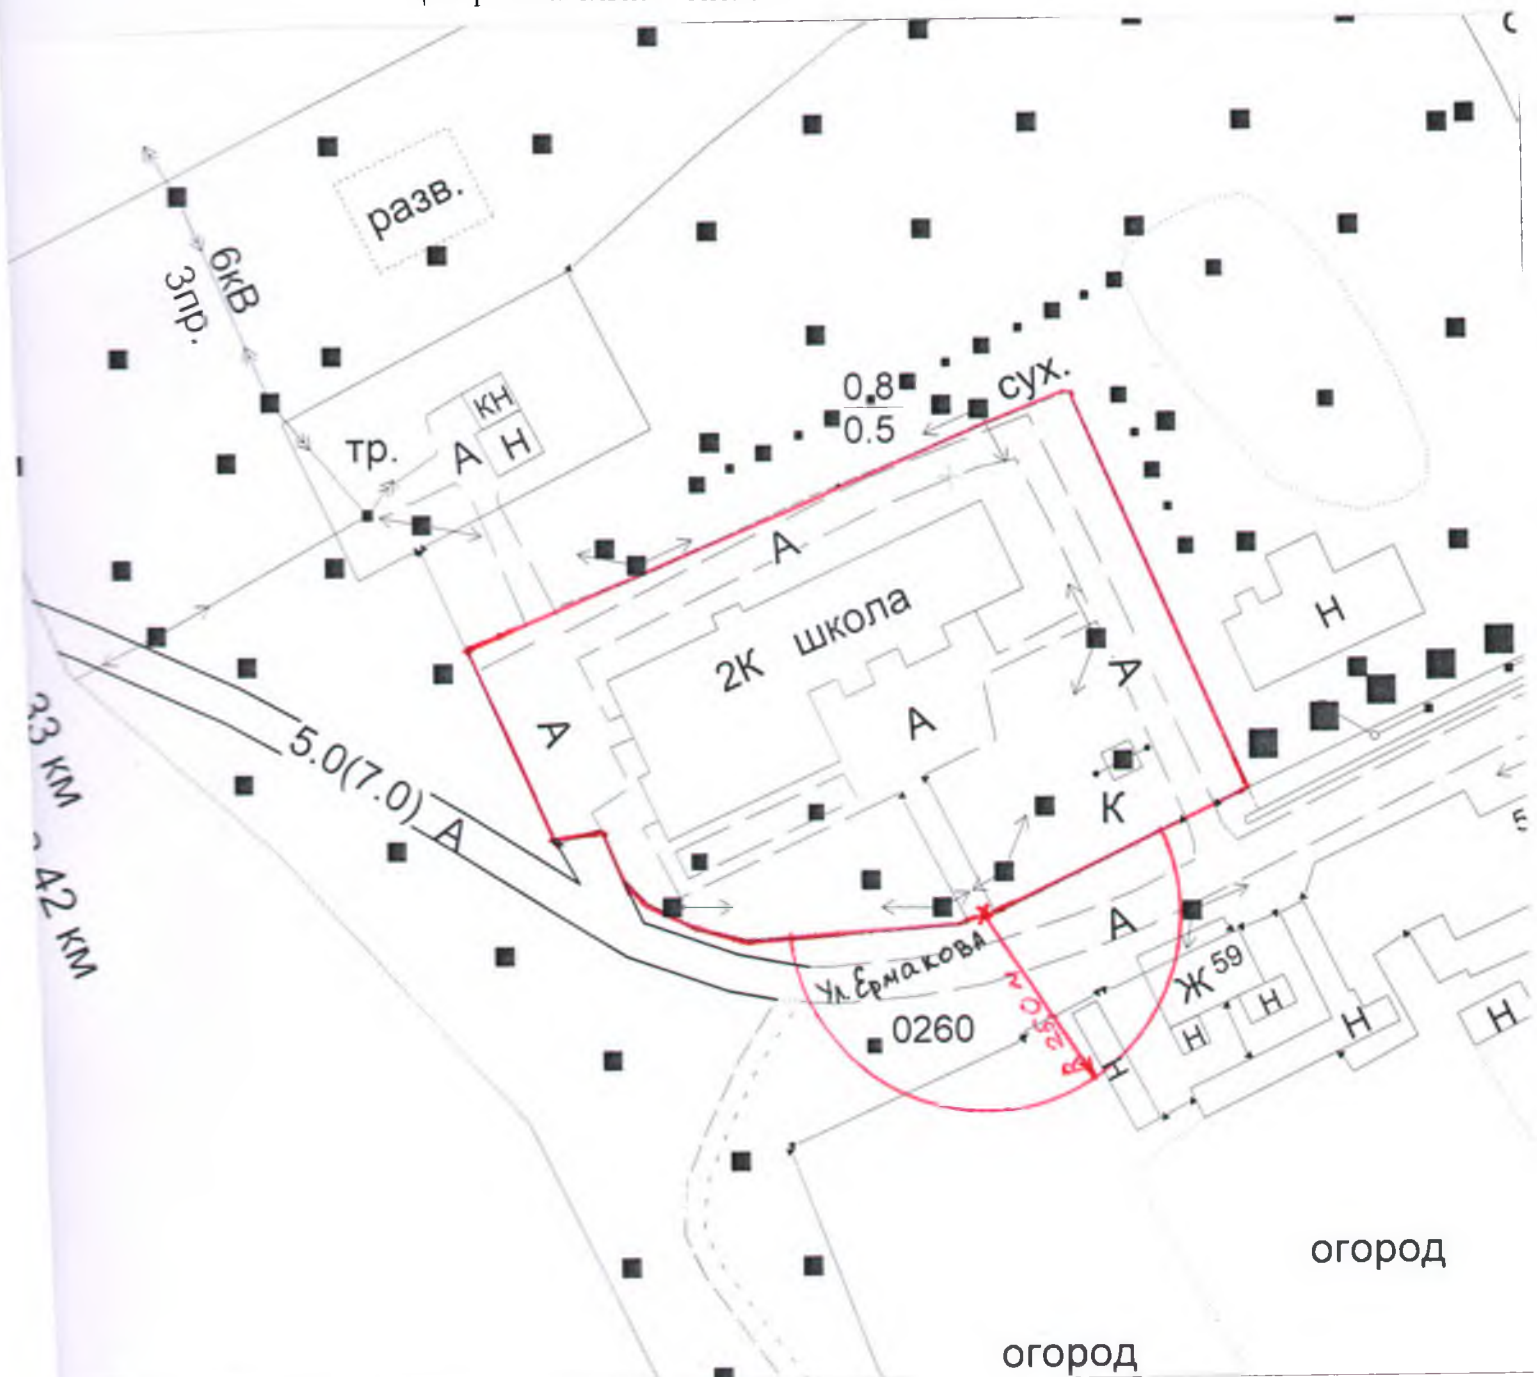 разв.
6кВ
3пр.
кн
тр.
А
Н
0.8
0.5
сух.
А
2К школа
Н
А
А
А
33 км
5.0(7.0) А
К
42 км
А
ул. Ермакова
Ж 59
R 250 м
0260
Н
Н
Н
Н
Н
огород
огород